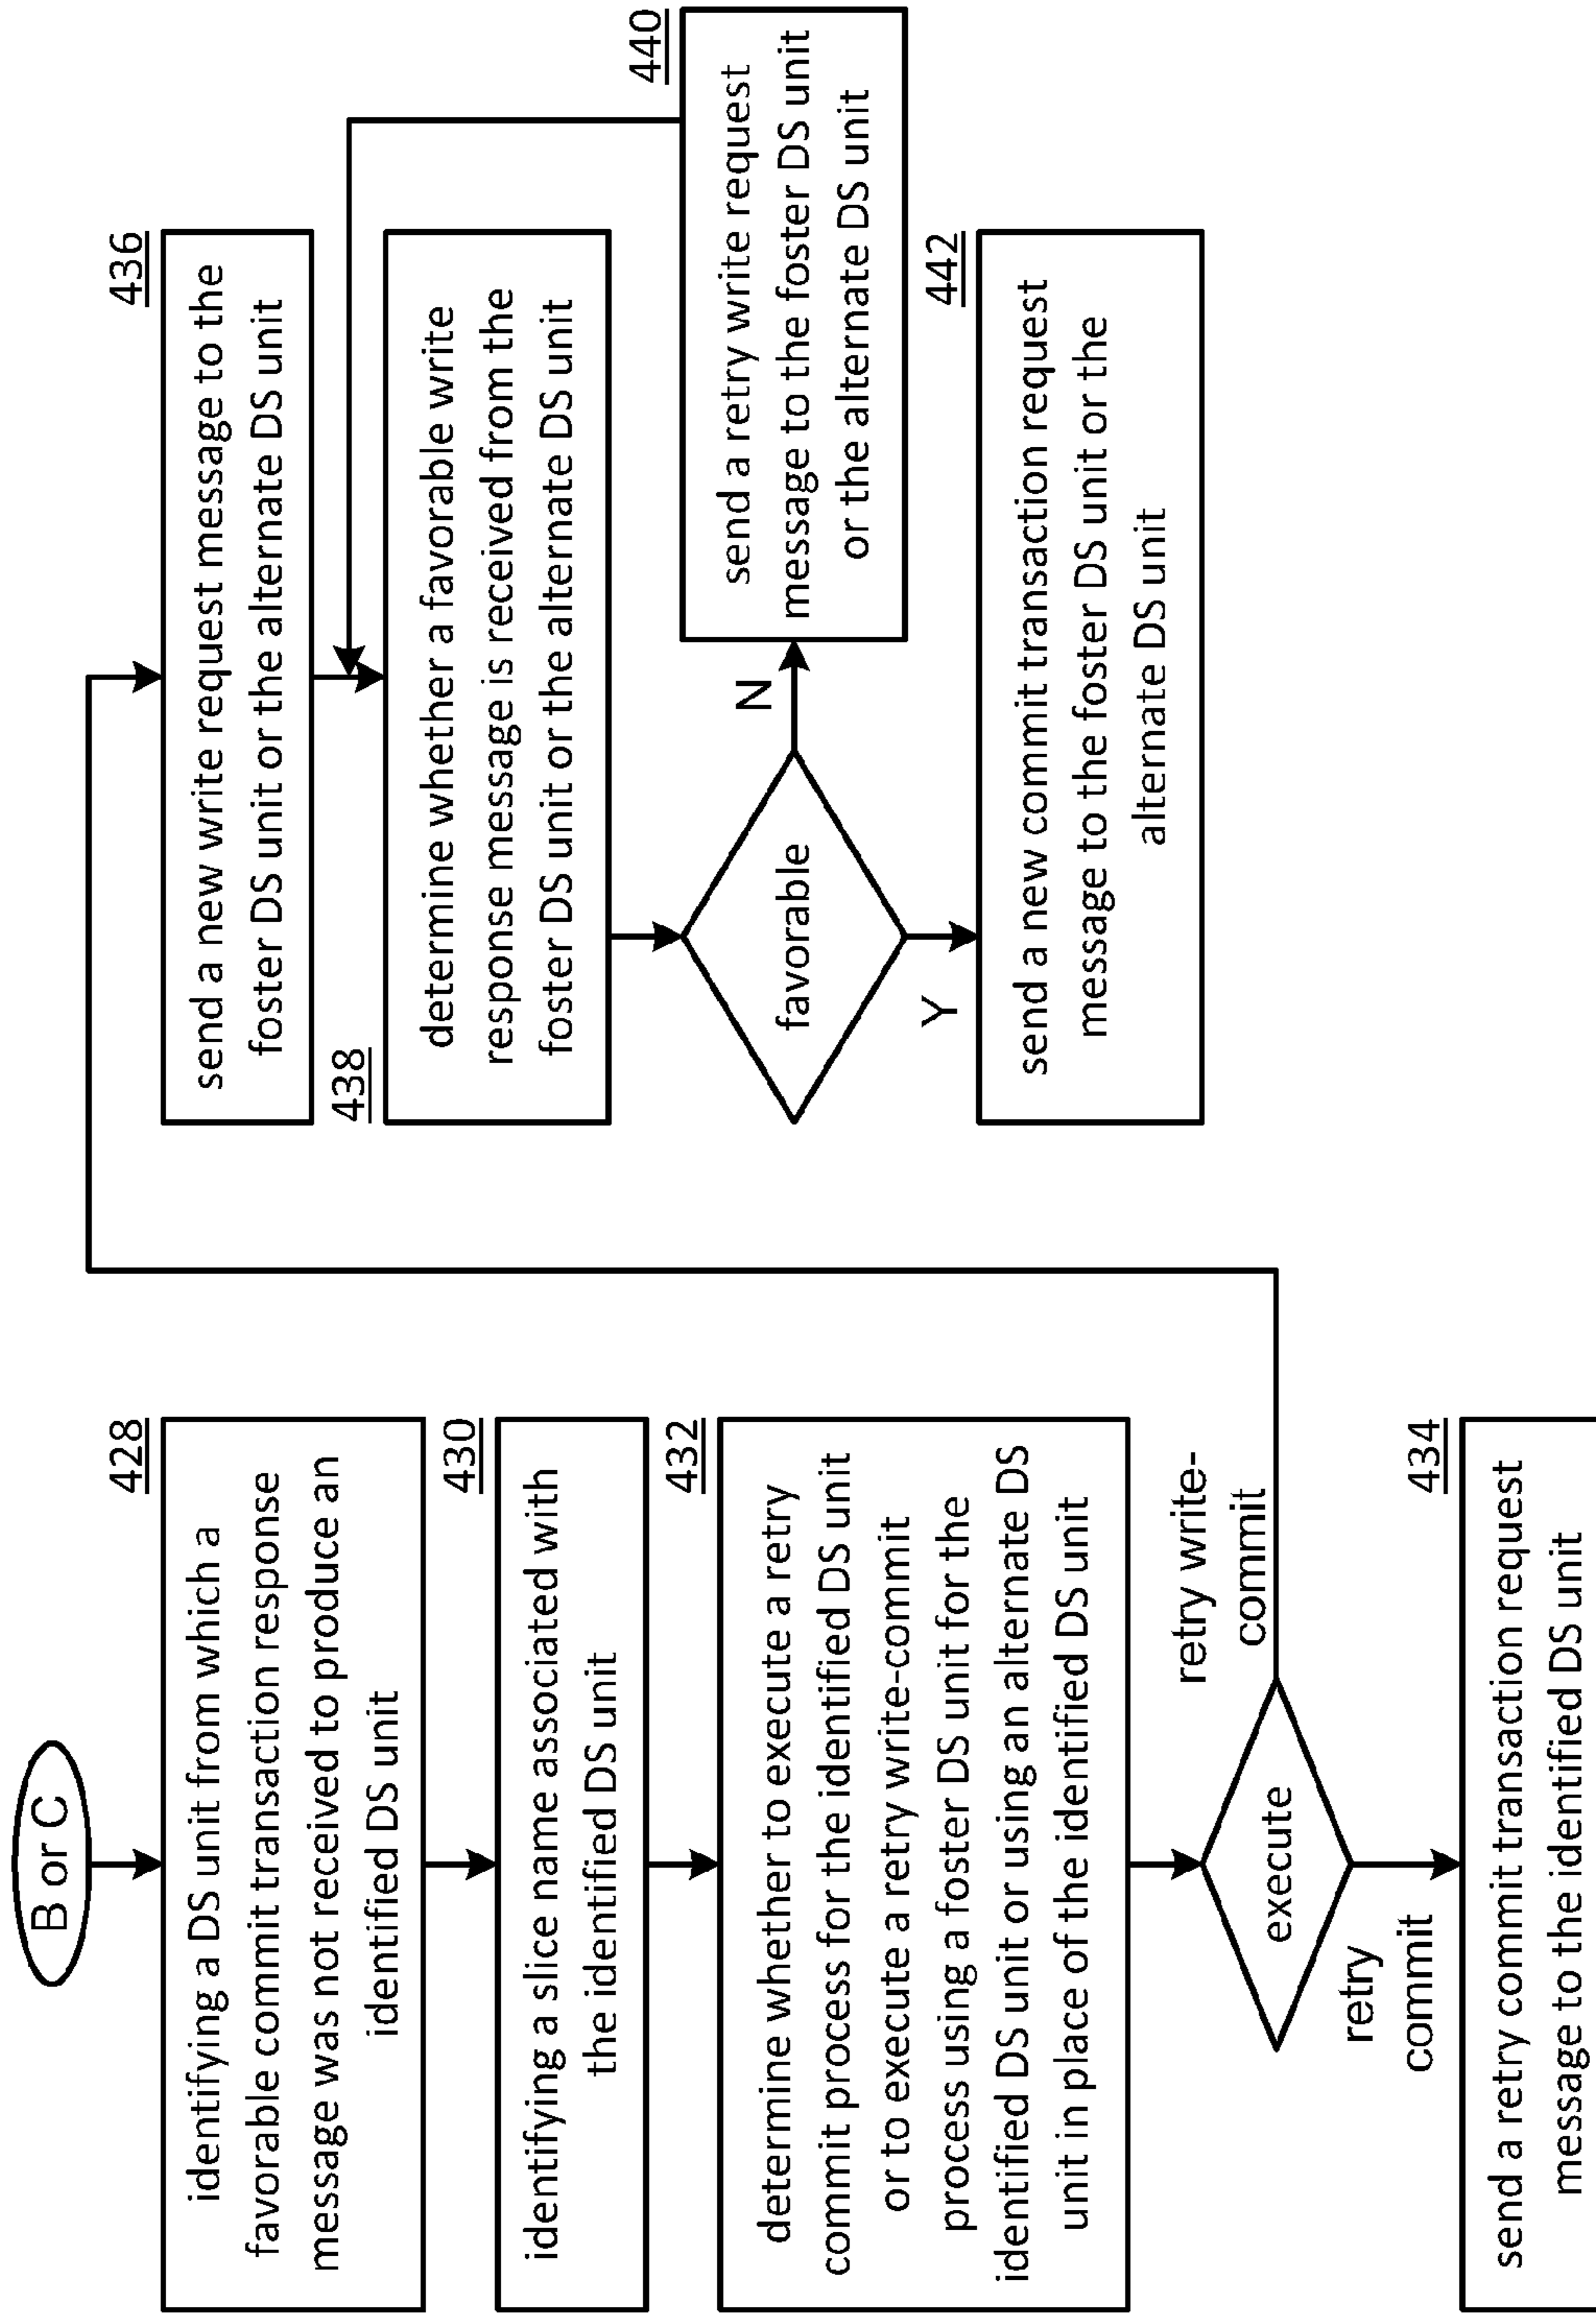 B or C
428
identifying a DS unit from which a
favorable commit transaction response
message was not received to produce an
identified DS unit
430
identifying a slice name associated with
the identified DS unit
432
determine whether to execute a retry
commit process for the identified DS unit
or to execute a retry write-commit
process using a foster DS unit for the
identified DS unit or using an alternate DS
unit in place of the identified DS unit
execute
retry write-
commit
retry
commit
434
send a retry commit transaction request
message to the identified DS unit
436
send a new write request message to the
foster DS unit or the alternate DS unit
438
determine whether a favorable write
response message is received from the
foster DS unit or the alternate DS unit
favorable
N
Y
440
send a retry write request
message to the foster DS unit
or the alternate DS unit
442
send a new commit transaction request
message to the foster DS unit or the
alternate DS unit